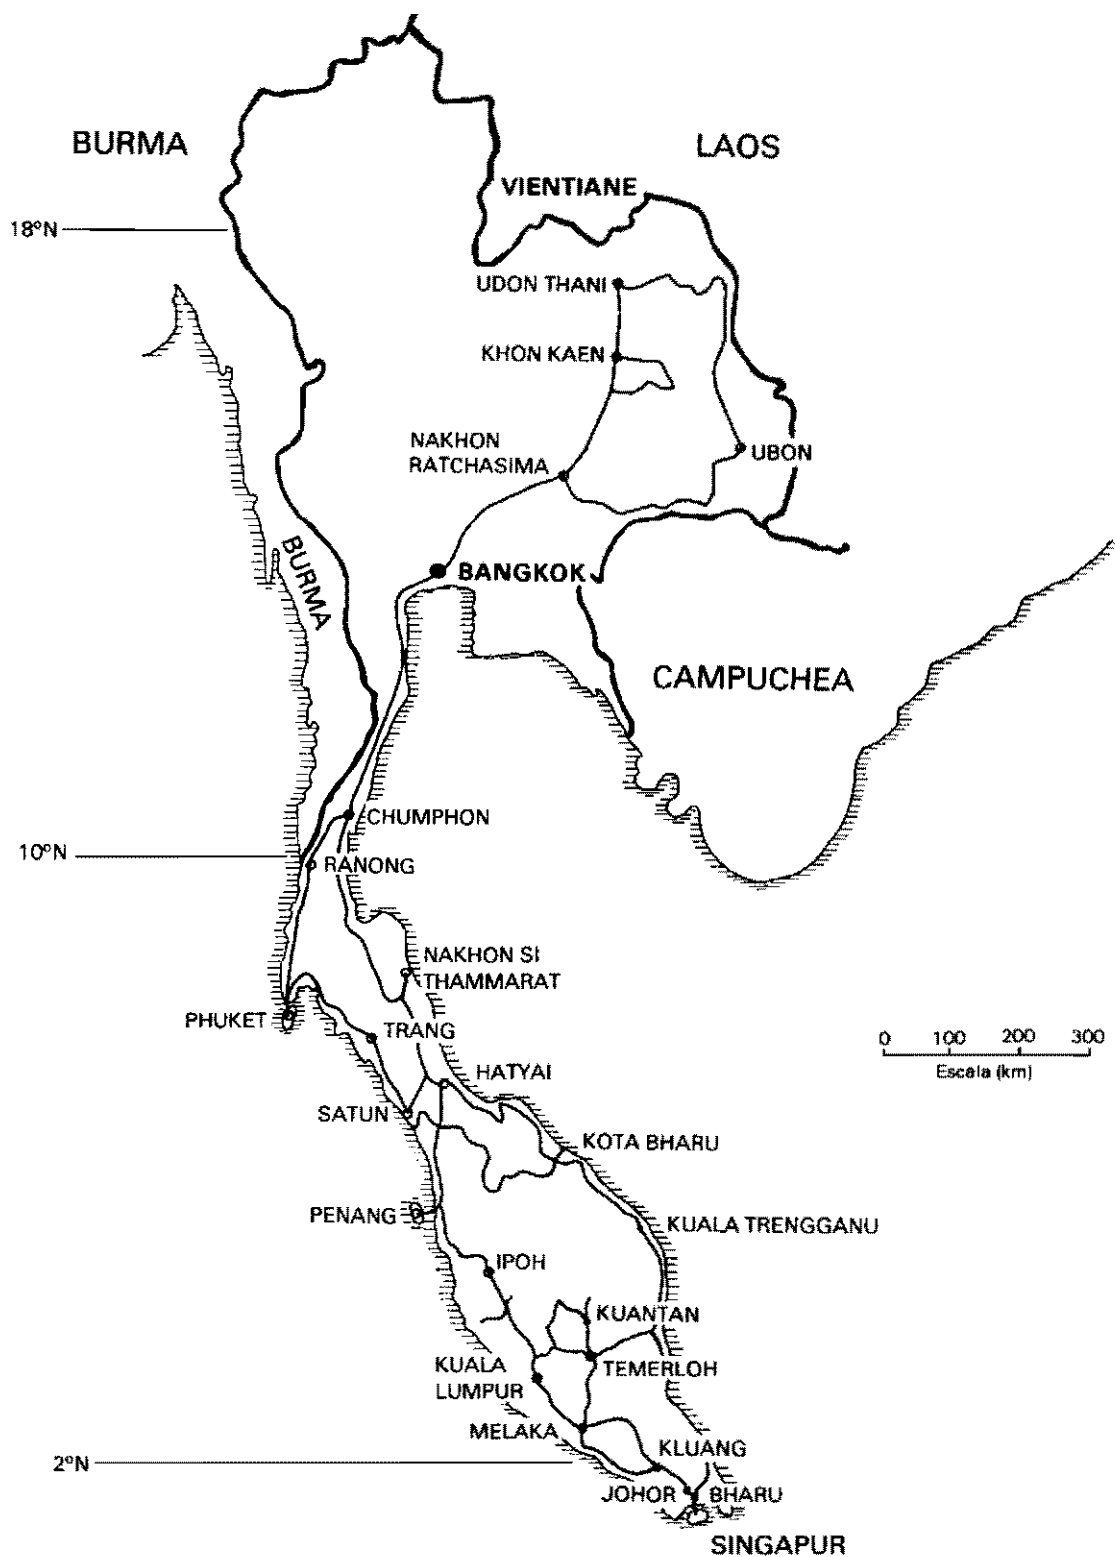 BURMA
LAOS
VIENTIANE
18°N
UDON THANI
KHON KAEN
NAKHON
RATCHASIMA
UBON
BURMA
BANGKOK
CAMPUCHEA
CHUMPHON
10°N
RANONG
NAKHON SI
THAMMARAT
PHUKET
TRANG
0 100 200 300
Escala (km)
HATYAI
SATUN
KOTA BHARU
PENANG
KUALA TRENGGANU
IPOH
KUANTAN
KUALA
LUMPUR
TEMERLOH
MELAKA
KLUANG
2°N
JOHOR BHARU
SINGAPUR